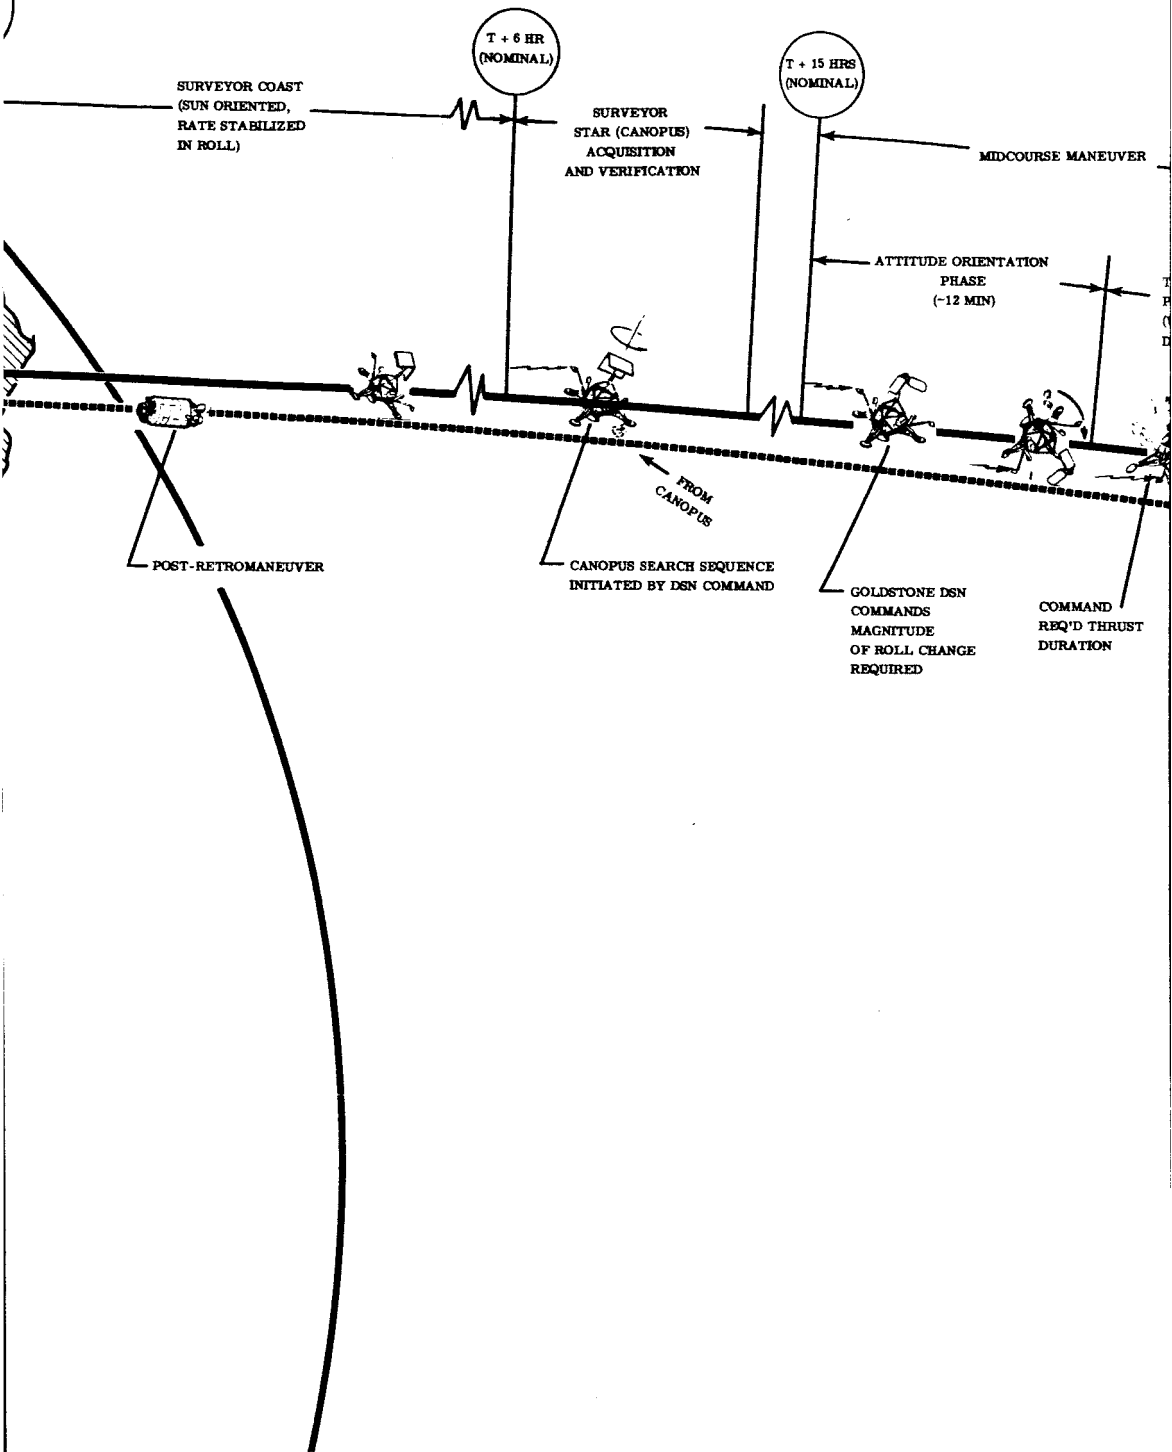 T + 6 HR
(NOMINAL)
T + 15 HRS
(NOMINAL)
SURVEYOR COAST
(SUN ORIENTED,
RATE STABILIZED
IN ROLL)
SURVEYOR
STAR (CANOPUS)
ACQUISITION
AND VERIFICATION
MIDCOURSE MANEUVER
ATTITUDE ORIENTATION
PHASE
(~12 MIN)
FROM
CANOPUS
POST-RETROMANEUVER
CANOPUS SEARCH SEQUENCE
INITIATED BY DSN COMMAND
GOLDSTONE DSN
COMMANDS
MAGNITUDE
OF ROLL CHANGE
REQUIRED
COMMAND
REQ'D THRUST
DURATION